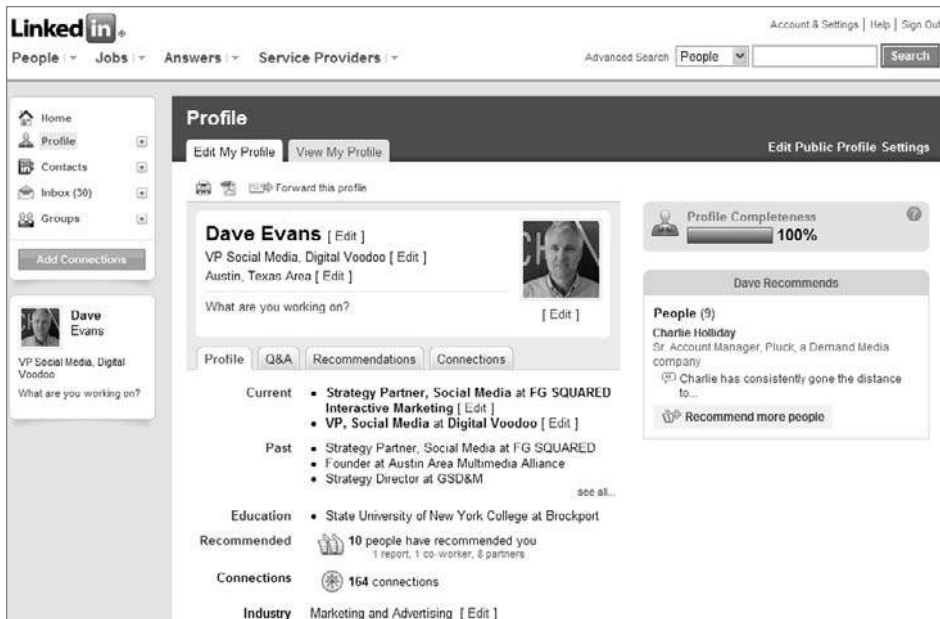 Linked in
Account & Settings | Help | Sign Out
People Jobs Answers Service Providers
Advanced Search People Search
Home
Profile
Contacts
Inbox (30)
Groups
Add Connections
Dave
Evans
VP Social Media, Digital
Voodoo
What are you working on?
Profile
Edit My Profile View My Profile
Edit Public Profile Settings
Forward this profile
Dave Evans [ Edit ]
VP Social Media, Digital Voodoo [ Edit ]
Austin, Texas Area [ Edit ]
What are you working on?
[ Edit ]
Profile Q&A Recommendations Connections
Current • Strategy Partner, Social Media at FG SQUARED
Interactive Marketing [ Edit ]
• VP, Social Media at Digital Voodoo [ Edit ]
Past • Strategy Partner, Social Media at FG SQUARED
• Founder at Austin Area Multimedia Alliance
• Strategy Director at GSD&M
see all...
Education • State University of New York College at Brockport
Recommended 10 people have recommended you
1 report, 1 co-worker, 8 partners
Connections 164 connections
Industry Marketing and Advertising [ Edit ]
Profile Completeness ?
100%
Dave Recommends
People (9)
Charlie Holliday
Sr. Account Manager, Pluck, a Demand Media
company
Charlie has consistently gone the distance
to...
Recommend more people